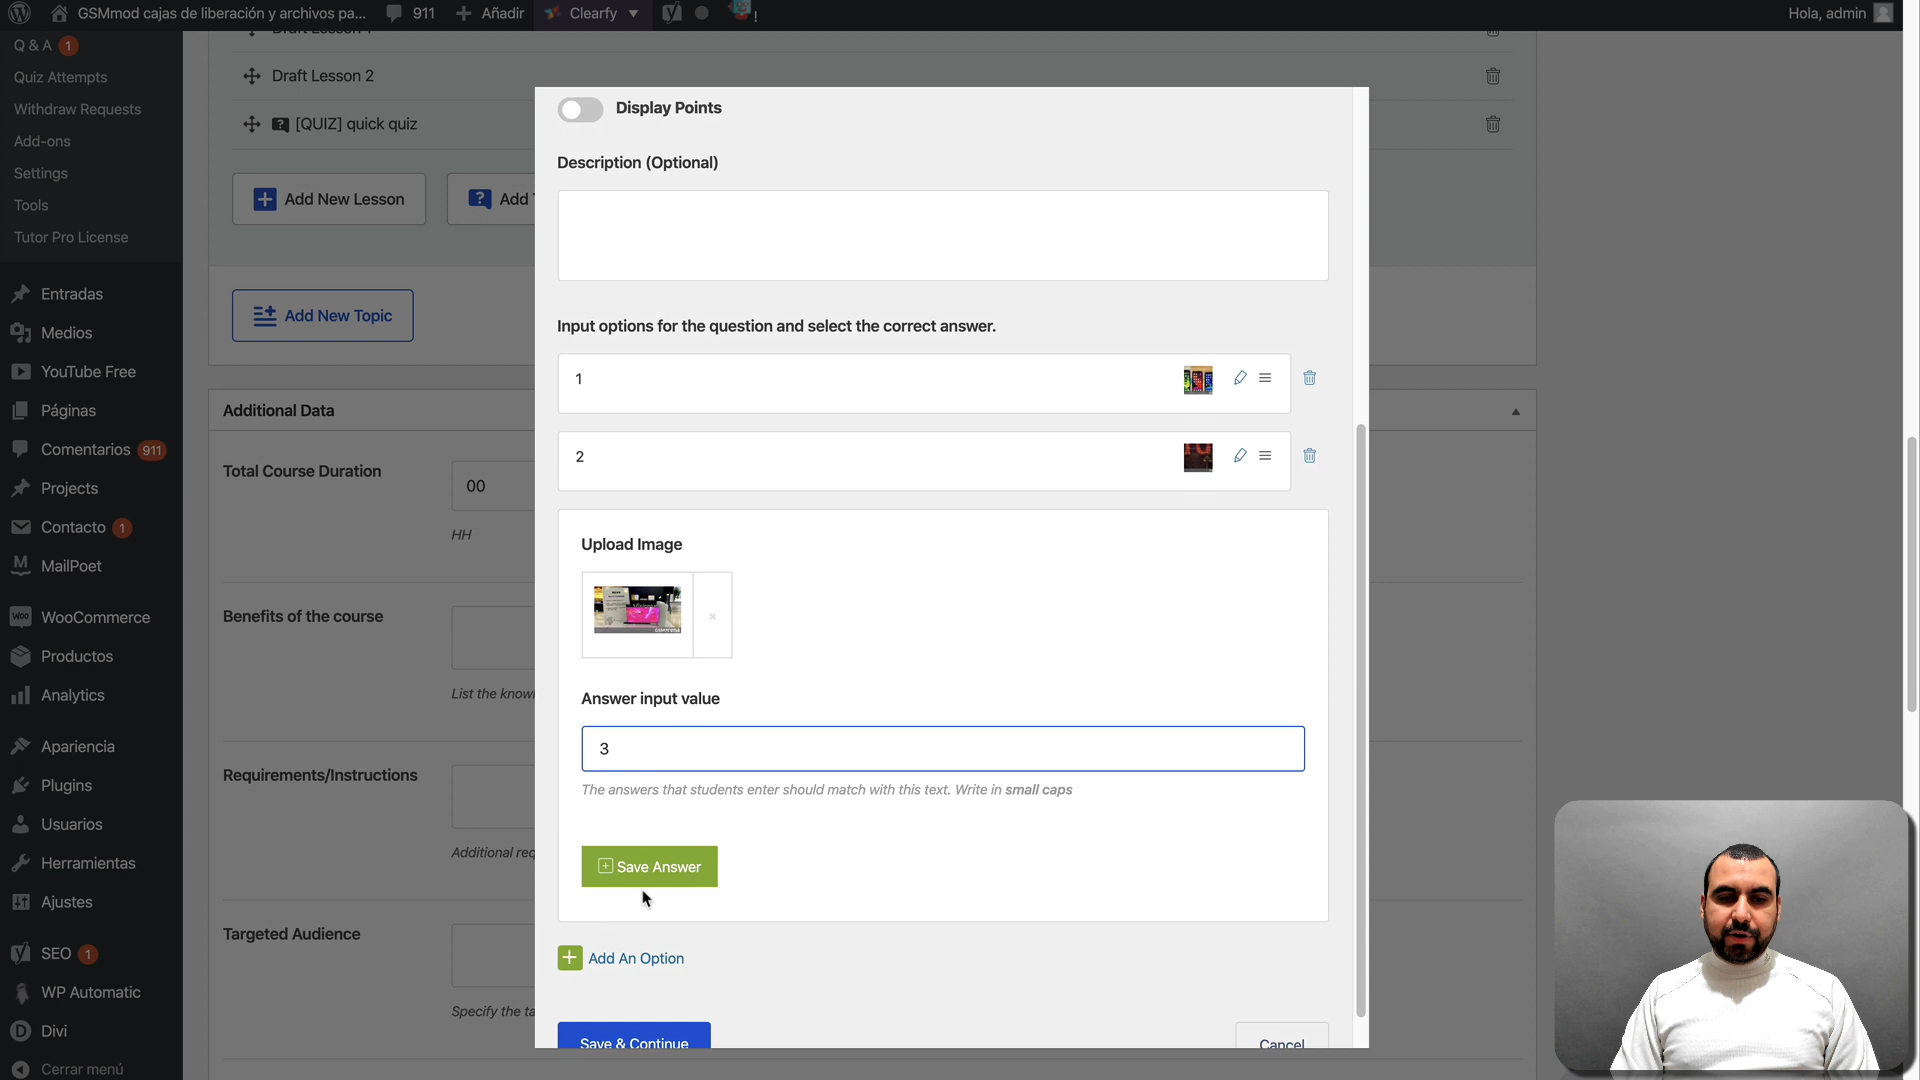 GSMmod cajas de liberación y archivos pa...
911
Añadir
Clearfy
Hola, admin
Q & A 1
Quiz Attempts
Withdraw Requests
Add-ons
Settings
Tools
Tutor Pro License
Entradas
Medios
YouTube Free
Páginas
Comentarios 911
Projects
Contacto 1
MailPoet
WooCommerce
Productos
Analytics
Apariencia
Plugins
Usuarios
Herramientas
Ajustes
SEO 1
WP Automatic
Divi
Cerrar menú
Draft Lesson 2
[QUIZ] quick quiz
Add New Lesson
Add
Add New Topic
Additional Data
Total Course Duration
00
HH
Benefits of the course
List the know
Requirements/Instructions
Additional req
Targeted Audience
Specify the ta
Display Points
Description (Optional)
Input options for the question and select the correct answer.
1
2
Upload Image
×
Answer input value
3
The answers that students enter should match with this text. Write in small caps
Save Answer
Add An Option
Save & Continue
Cancel